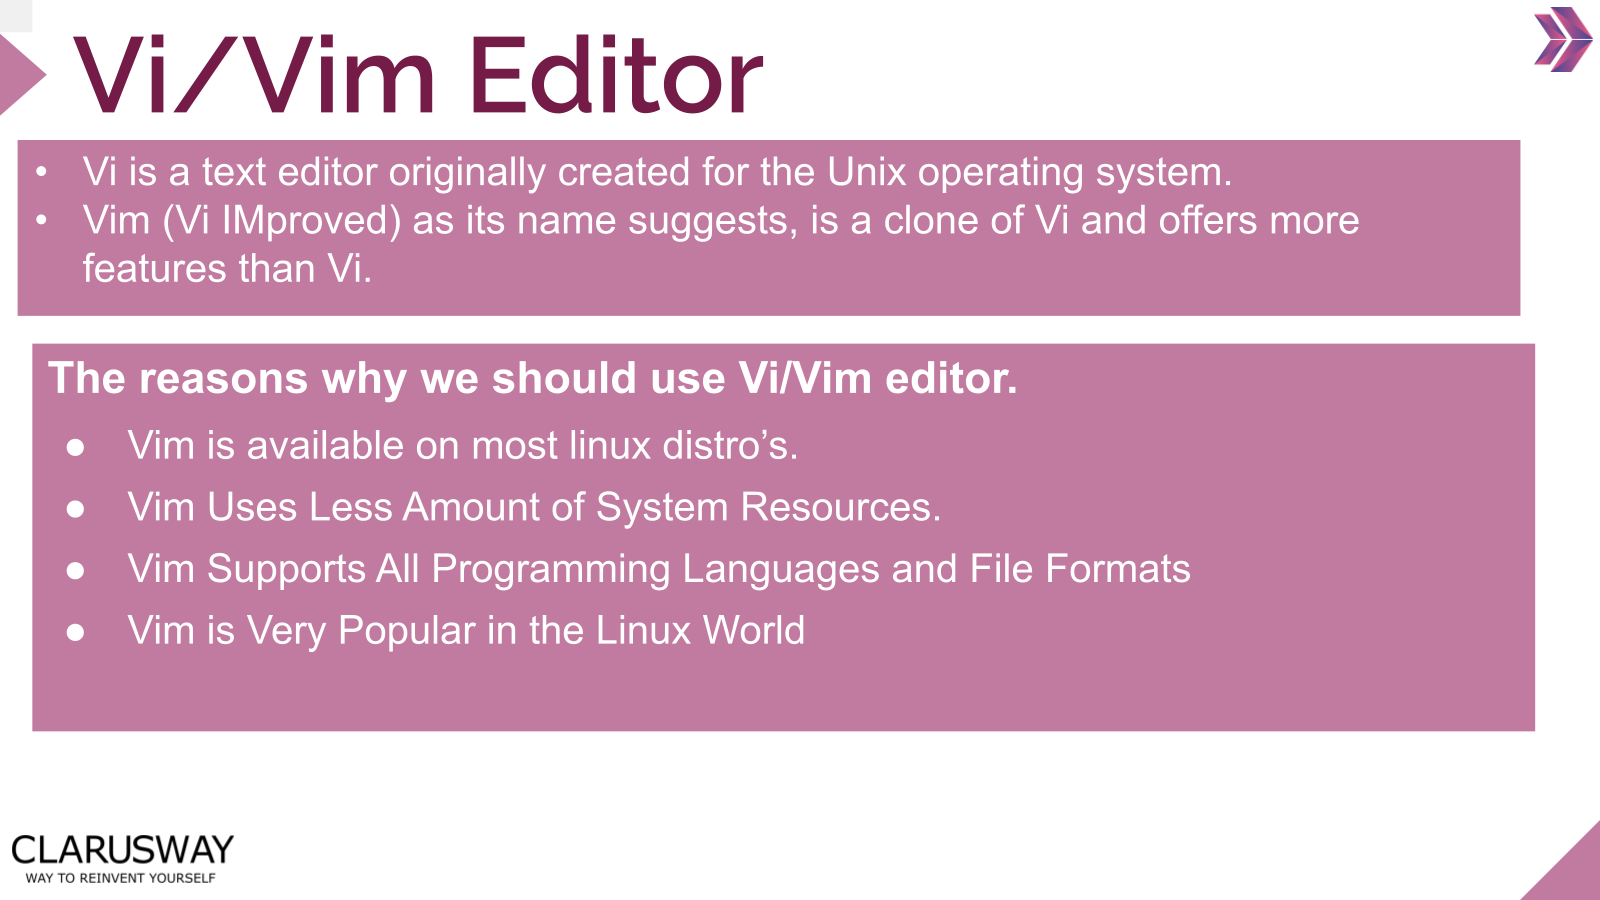 Vi/Vim Editor
• Vi is a text editor originally created for the Unix operating system.
• Vim (Vi IMproved) as its name suggests, is a clone of Vi and offers more
features than Vi.
The reasons why we should use Vi/Vim editor.
● Vim is available on most linux distro’s.
● Vim Uses Less Amount of System Resources.
● Vim Supports All Programming Languages and File Formats
● Vim is Very Popular in the Linux World
CLARUSWAY
WAY TO REINVENT YOURSELF